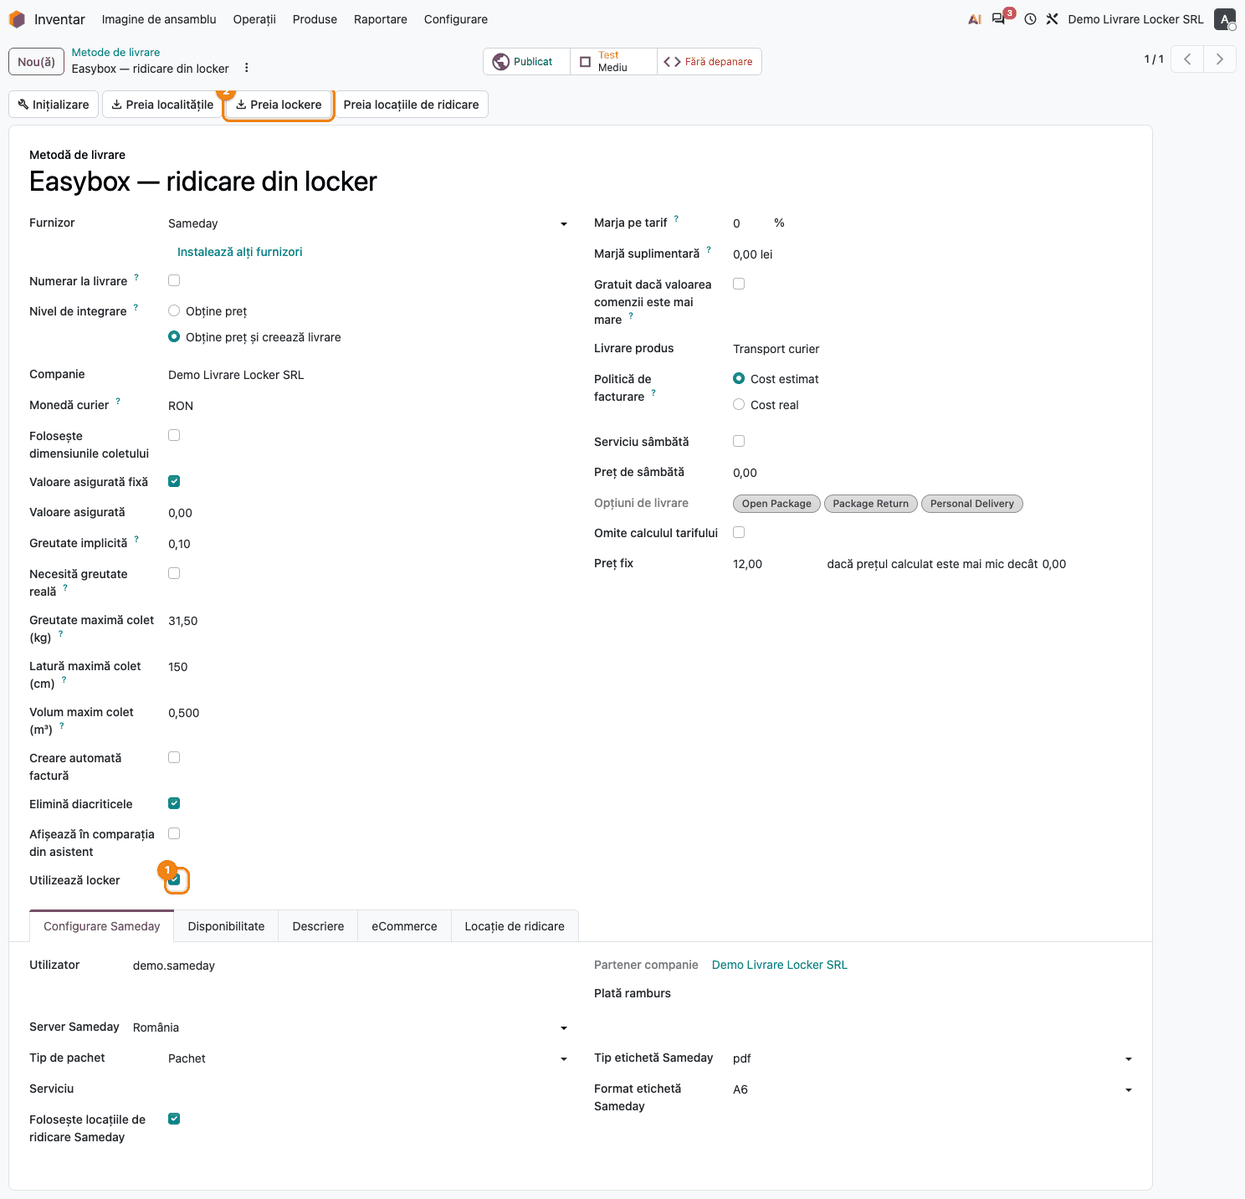 Inventar
Imagine de ansamblu
Operații
Produse
Raportare
Configurare
AI
3
Demo Livrare Locker SRL
A
Nou(ă)
Metode de livrare
Easybox — ridicare din locker
Publicat
Test
Mediu
Fără depanare
1 / 1
Inițializare
Preia localitățile
2
Preia lockere
Preia locațiile de ridicare
Metodă de livrare
Easybox — ridicare din locker
Furnizor
Sameday
Instalează alți furnizori
Numerar la livrare ?
Nivel de integrare ?
Obține preț
Obține preț și creează livrare
Companie
Demo Livrare Locker SRL
Monedă curier ?
RON
Folosește
dimensiunile coletului
Valoare asigurată fixă
Valoare asigurată
0,00
Greutate implicită ?
0,10
Necesită greutate
reală ?
Greutate maximă colet
(kg) ?
31,50
Latură maximă colet
(cm) ?
150
Volum maxim colet
(m³) ?
0,500
Creare automată
factură
Elimină diacriticele
Afișează în comparația
din asistent
1
Utilizează locker
Marja pe tarif ?
0 %
Marjă suplimentară ?
0,00 lei
Gratuit dacă valoarea
comenzii este mai
mare ?
Livrare produs
Transport curier
Politică de
facturare ?
Cost estimat
Cost real
Serviciu sâmbătă
Preț de sâmbătă
0,00
Opțiuni de livrare
Open Package
Package Return
Personal Delivery
Omite calculul tarifului
Preț fix
12,00
dacă prețul calculat este mai mic decât 0,00
Configurare Sameday
Disponibilitate
Descriere
eCommerce
Locație de ridicare
Utilizator
demo.sameday
Partener companie
Demo Livrare Locker SRL
Plată ramburs
Server Sameday
România
Tip de pachet
Pachet
Tip etichetă Sameday
pdf
Serviciu
Format etichetă
Sameday
A6
Folosește locațiile de
ridicare Sameday